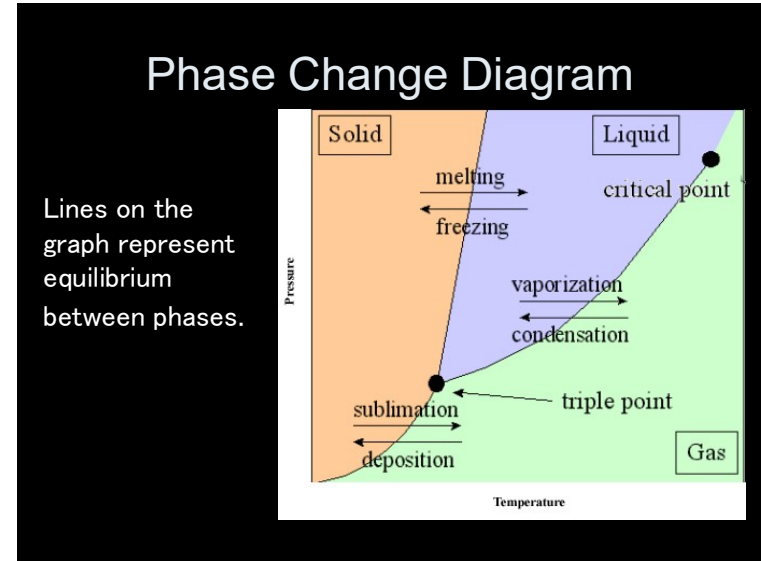 Phase Change Diagram
Lines on the
graph represent
equilibrium
between phases.
Solid
Liquid
melting
critical point
freezing
Pressure
vaporization
condensation
triple point
sublimation
deposition
Gas
Temperature